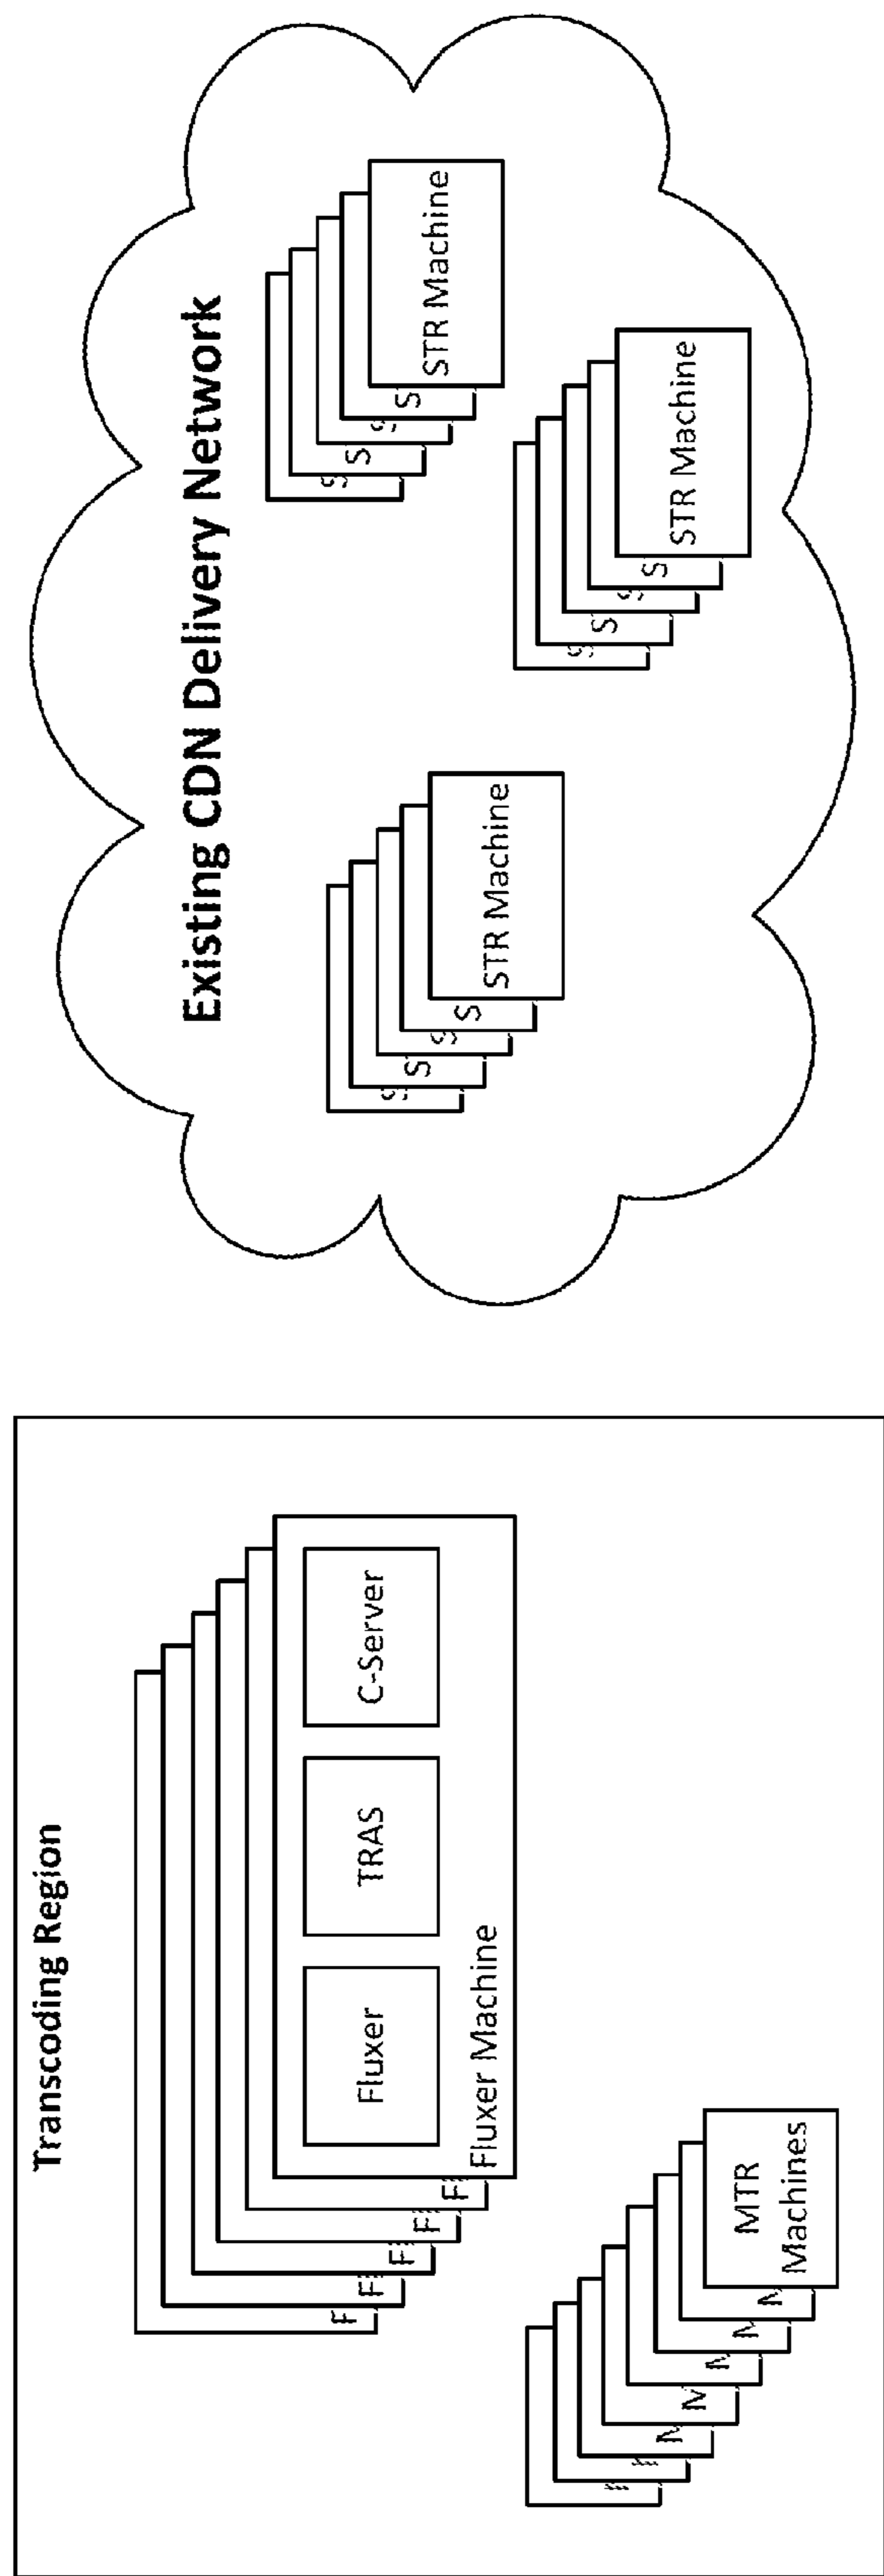 Transcoding Region
Fluxer
TRAS
C-Server
Fluxer Machine
F
F
F
F
F
MTR
Machines
M
M
M
M
M
Existing CDN Delivery Network
STR Machine
S
S
S
S
STR Machine
S
S
S
S
STR Machine
S
S
S
S